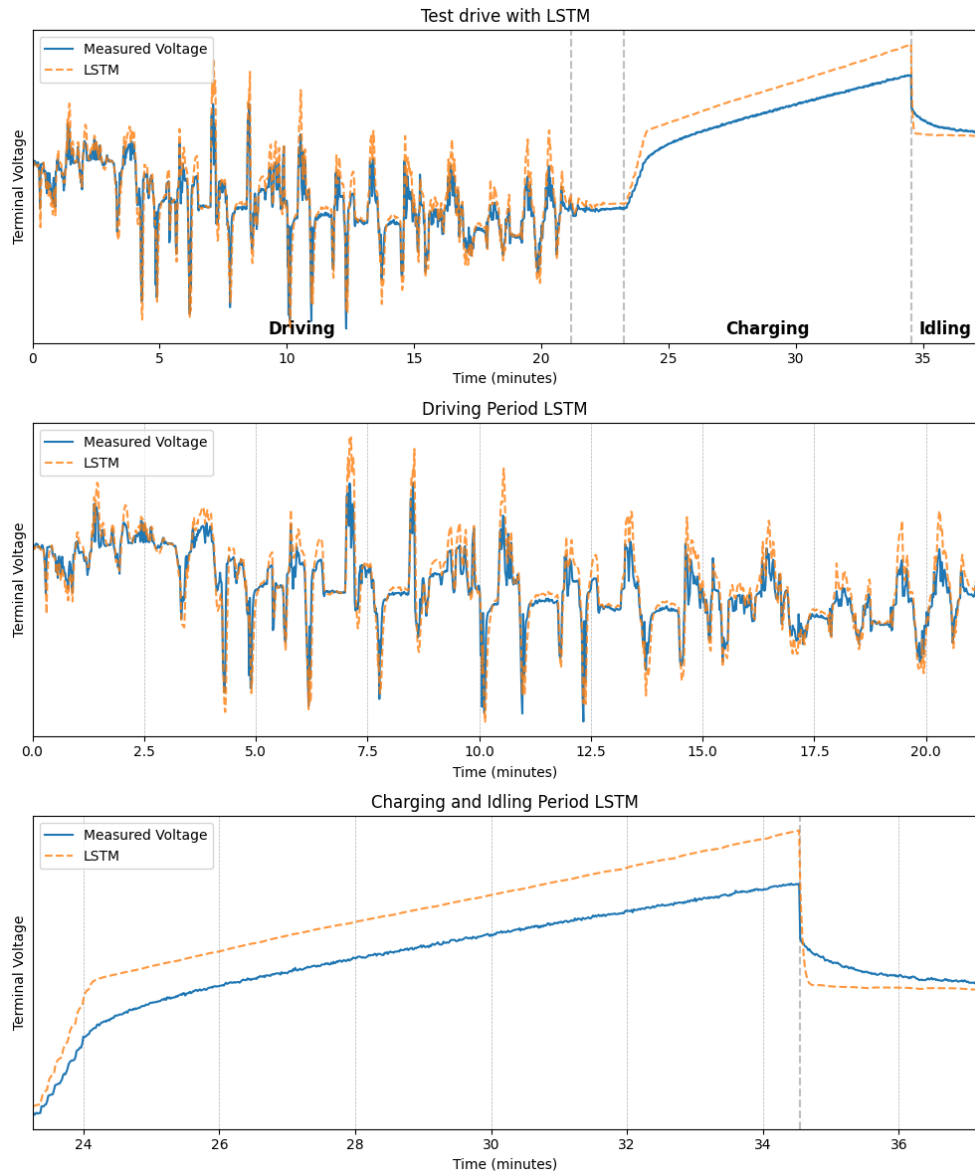 Test drive with LSTM
Measured Voltage
LSTM
Terminal Voltage
Driving
Charging
Idling
0 5 10 15 20 25 30 35
Time (minutes)
Driving Period LSTM
Measured Voltage
LSTM
Terminal Voltage
0.0 2.5 5.0 7.5 10.0 12.5 15.0 17.5 20.0
Time (minutes)
Charging and Idling Period LSTM
Measured Voltage
LSTM
Terminal Voltage
24 26 28 30 32 34 36
Time (minutes)